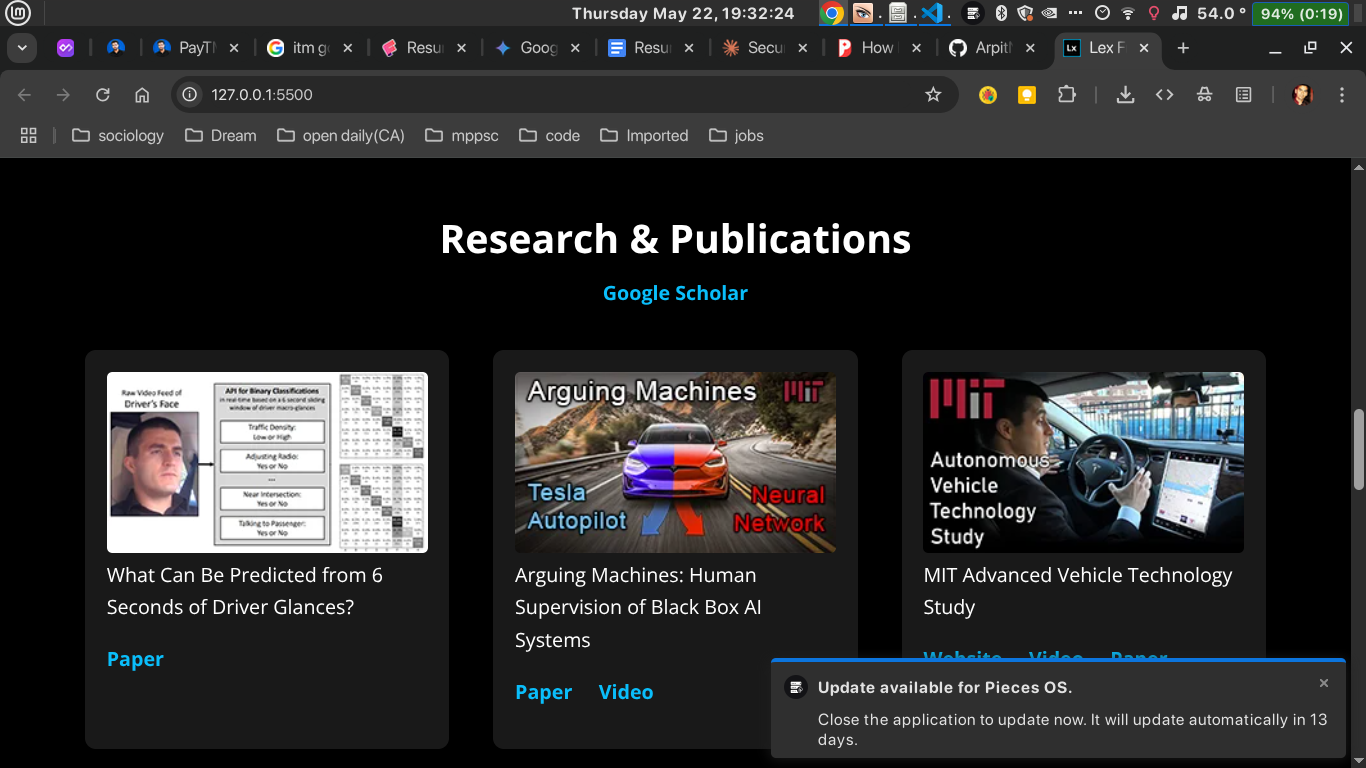 Thursday May 22, 19:32:24
54.0 °
94% (0:19)
PayTM
itm g
Resu
Goog
Resu
Secu
How
Arpit
Lx
Lex F
127.0.0.1:5500
sociology
Dream
open daily(CA)
mppsc
code
Imported
jobs
Research & Publications
Google Scholar
Raw Video Feed of
Driver's Face
API for Binary Classifications
in real-time based on a 6 second sliding
window of driver macro-glances
Traffic Density:
Low or High
Adjusting Radio:
Yes or No
...
Near Intersection:
Yes or No
Talking to Passenger:
Yes or No
What Can Be Predicted from 6
Seconds of Driver Glances?
Paper
Arguing Machines
MIT
Tesla
Autopilot
Neural
Network
Arguing Machines: Human
Supervision of Black Box AI
Systems
Paper
Video
MIT
Autonomous
Vehicle
Technology
Study
MIT Advanced Vehicle Technology
Study
Website
Video
Paper
Update available for Pieces OS.
Close the application to update now. It will update automatically in 13
days.